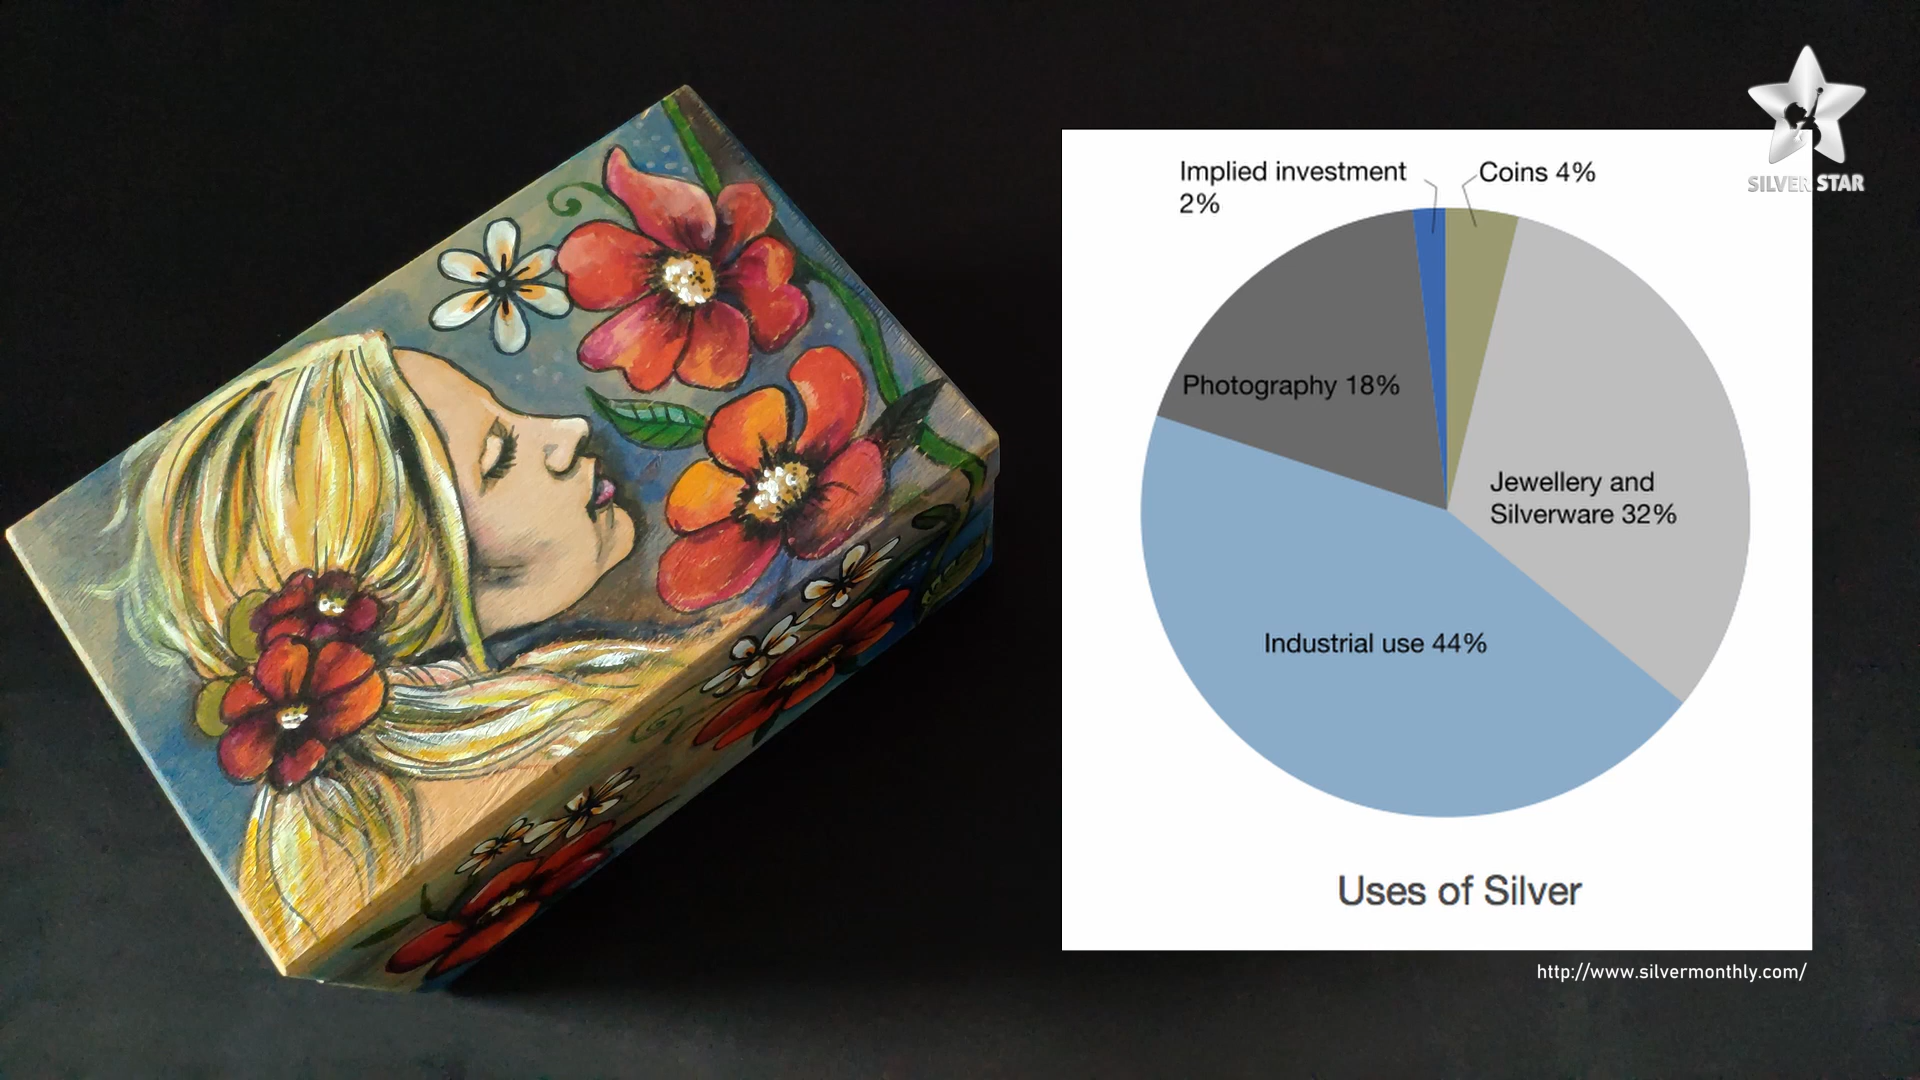 SILVER STAR
Implied investment
2%
Coins 4%
Photography 18%
Jewellery and
Silverware 32%
Industrial use 44%
Uses of Silver
http://www.silvermonthly.com/